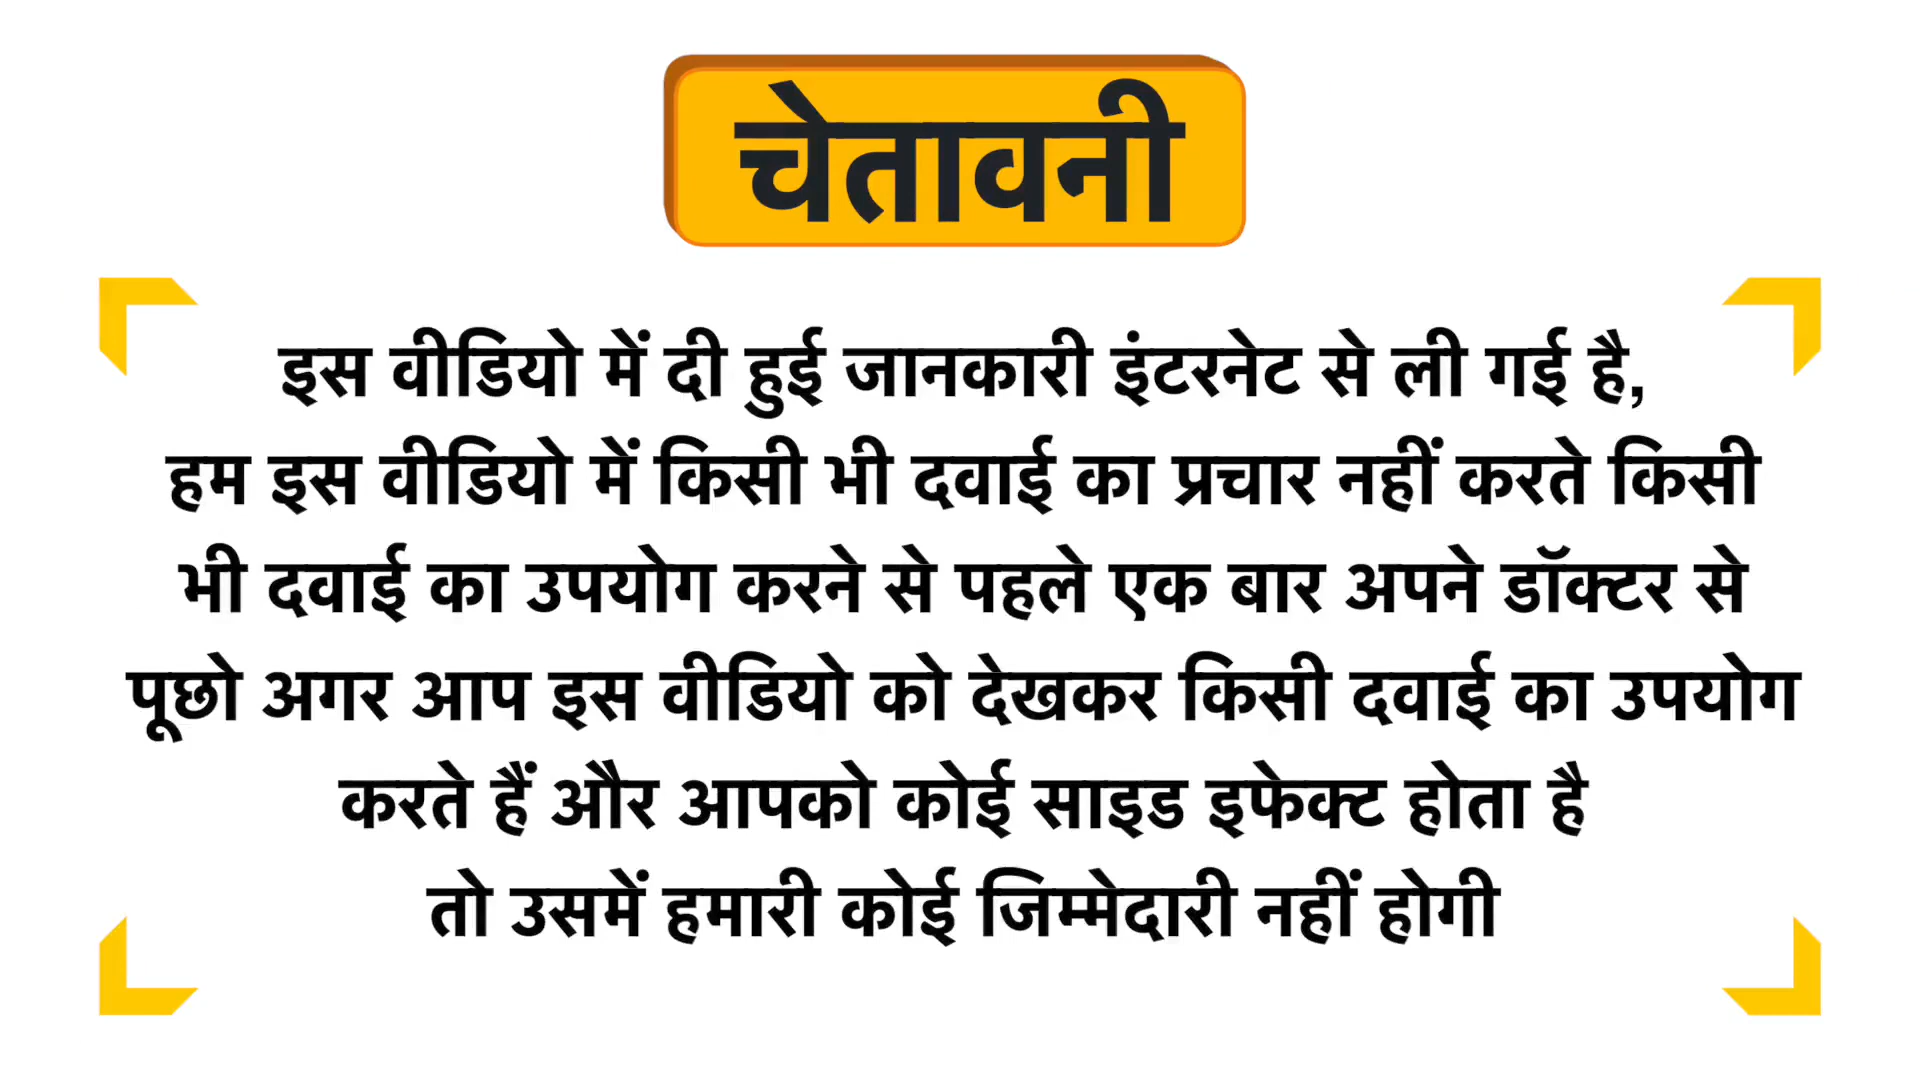 चेतावनी
इस वीडियो में दी हुई जानकारी इंटरनेट से ली गई है,
हम इस वीडियो में किसी भी दवाई का प्रचार नहीं करते किसी
भी दवाई का उपयोग करने से पहले एक बार अपने डॉक्टर से
पूछो अगर आप इस वीडियो को देखकर किसी दवाई का उपयोग
करते हैं और आपको कोई साइड इफेक्ट होता है
तो उसमें हमारी कोई जिम्मेदारी नहीं होगी